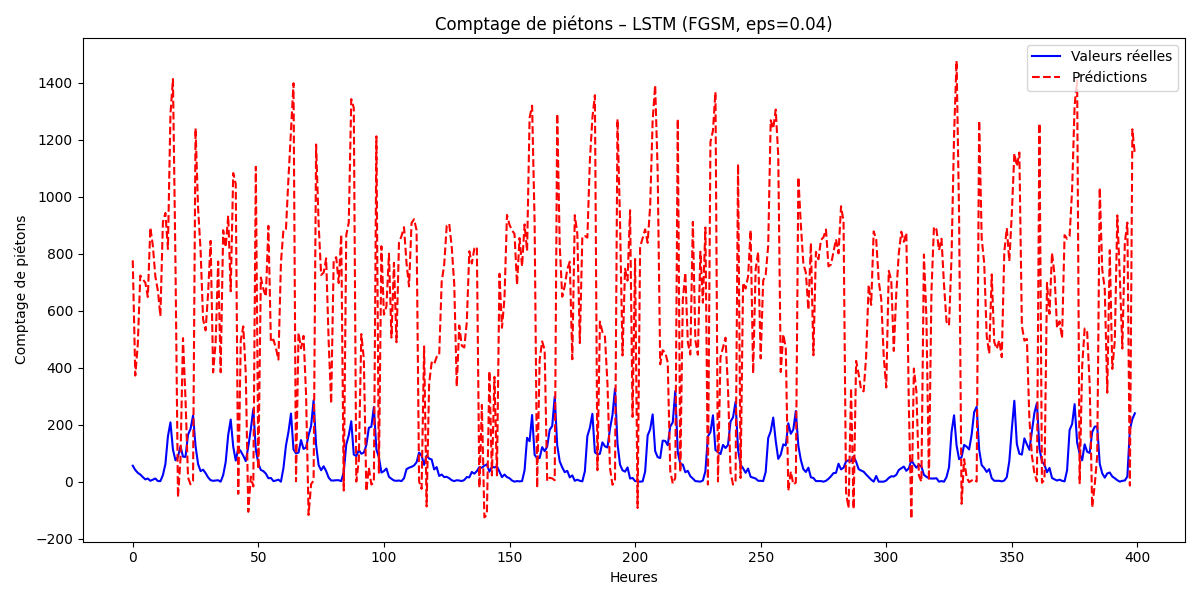 Comptage de piétons – LSTM (FGSM, eps=0.04)
Valeurs réelles
Prédictions
Comptage de piétons
1400
1200
1000
800
600
400
200
0
−200
0 50 100 150 200 250 300 350 400
Heures